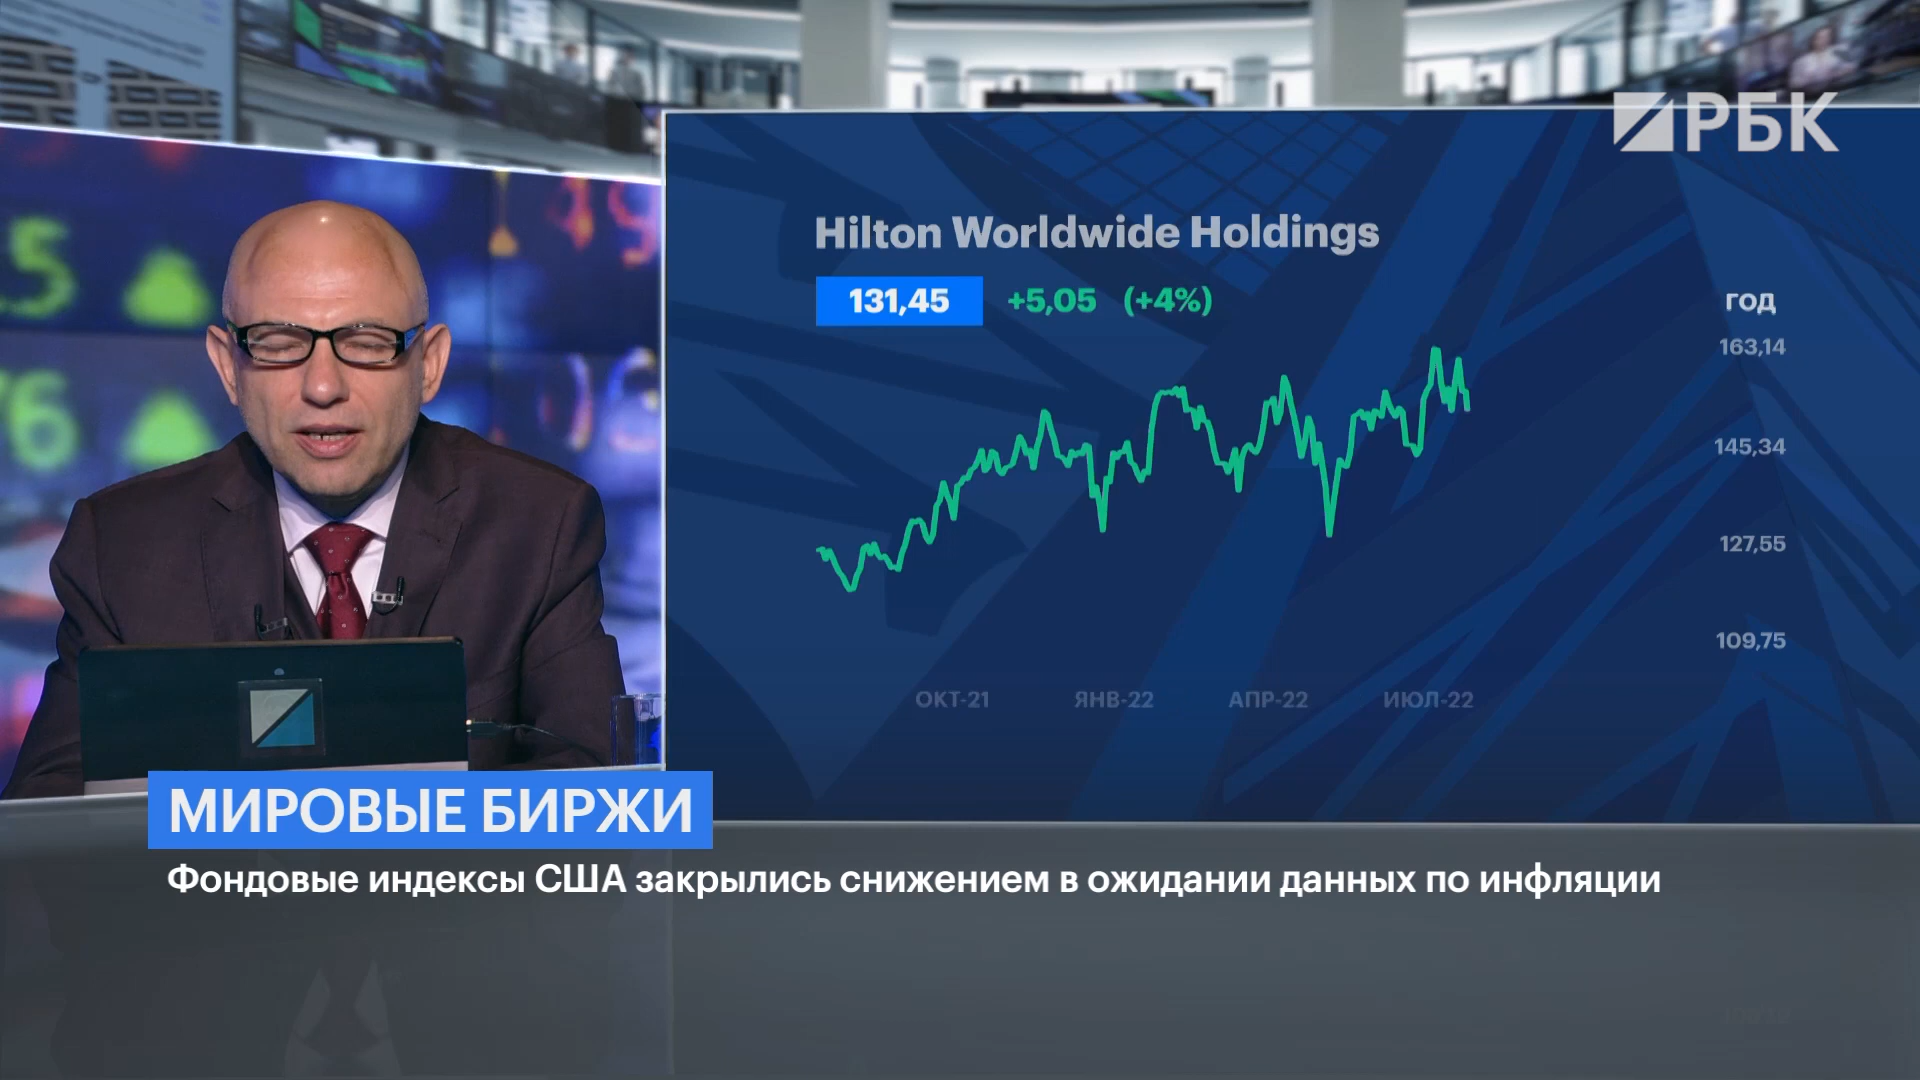 РБК
Hilton Worldwide Holdings
131,45 +5,05 (+4%)
ГОД
163,14
145,34
127,55
109,75
ОКТ-21 ЯНВ-22 АПР-22 ИЮЛ-22
МИРОВЫЕ БИРЖИ
Фондовые индексы США закрылись снижением в ожидании данных по инфляции